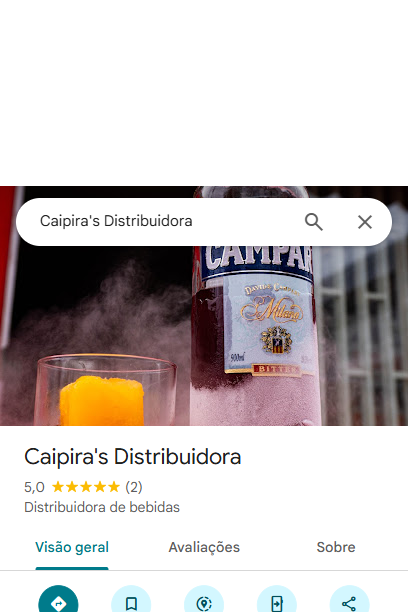 Caipira's Distribuidora
CAMPAR
DAVIDE CAMPARI
Milano
900ml
BITTER
Caipira's Distribuidora
5,0 ★★★★★ (2)
Distribuidora de bebidas
Visão geral
Avaliações
Sobre